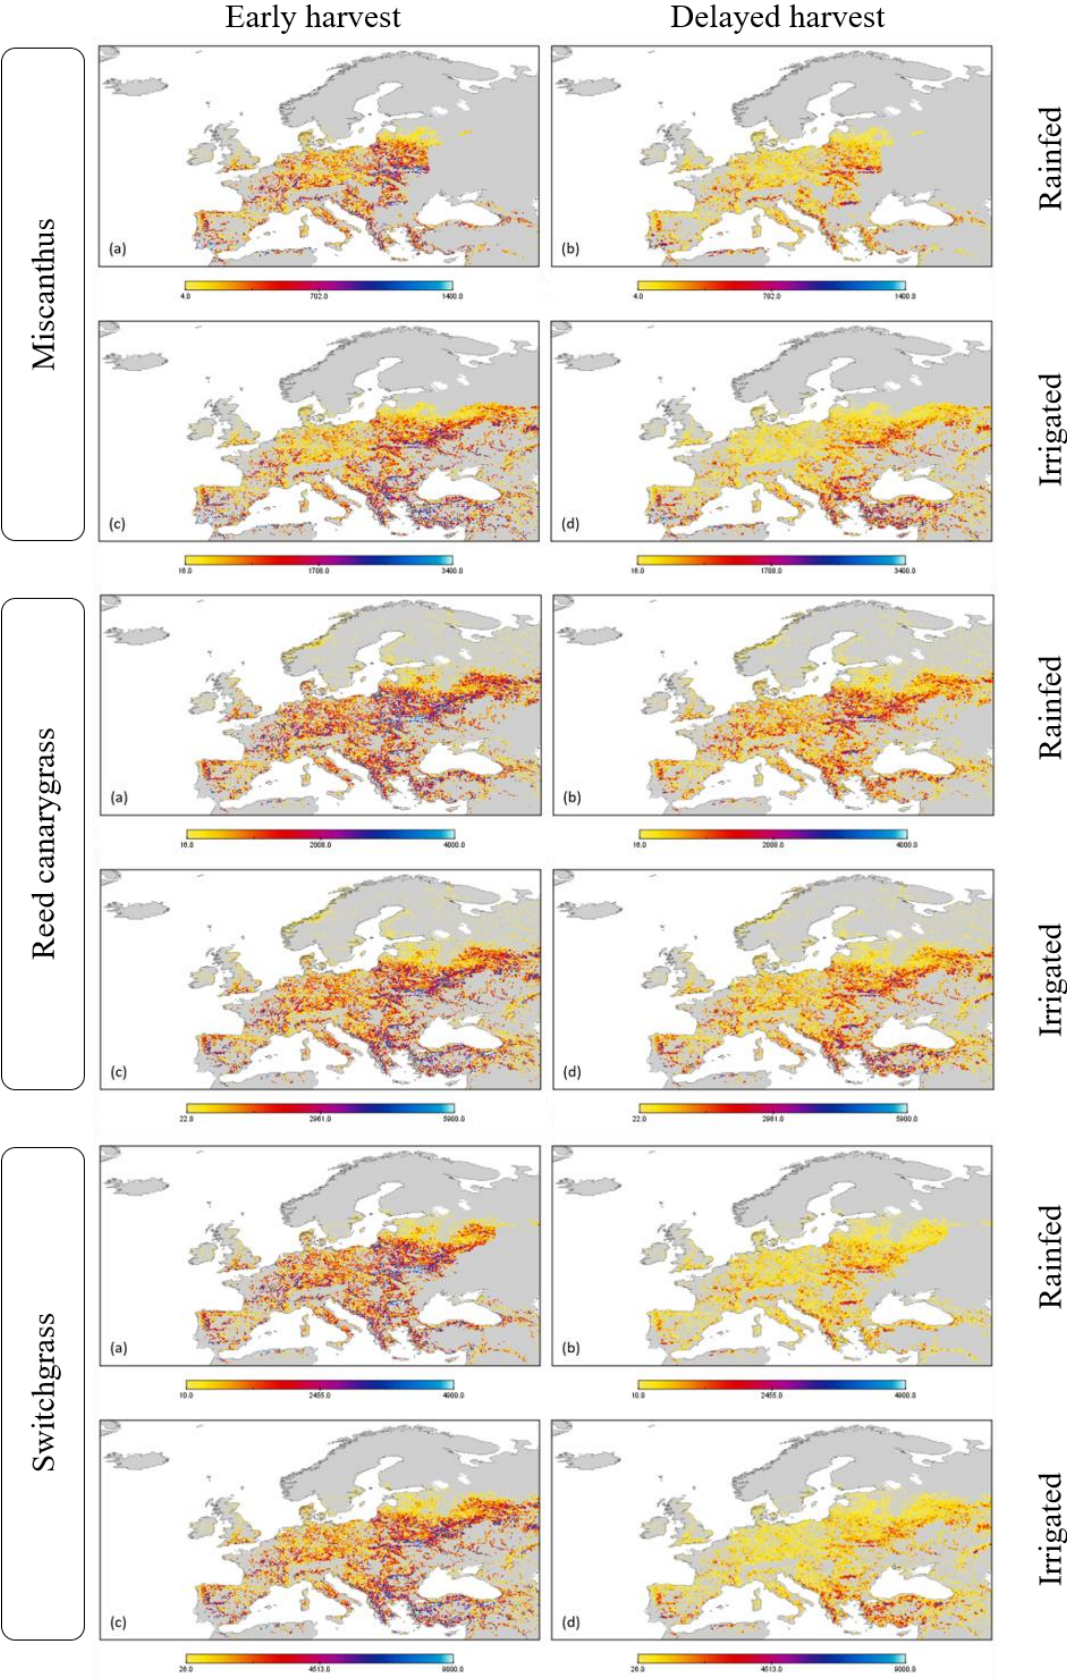 Early harvest Delayed harvest
Miscanthus
Rainfed
(a) (b)
4.0 702.0 1400.0 4.0 702.0 1400.0
Irrigated
(c) (d)
16.0 1708.0 3400.0 16.0 1708.0 3400.0
Reed canarygrass
Rainfed
(a) (b)
16.0 2008.0 4000.0 16.0 2008.0 4000.0
Irrigated
(c) (d)
22.0 2961.0 5900.0 22.0 2961.0 5900.0
Switchgrass
Rainfed
(a) (b)
10.0 2455.0 4900.0 10.0 2455.0 4900.0
Irrigated
(c) (d)
26.0 4513.0 9000.0 26.0 4513.0 9000.0